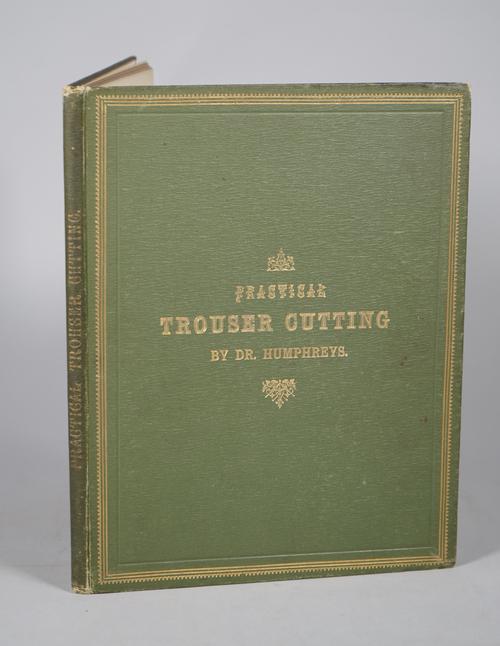 PRACTICAL TROUSER CUTTING.
PRACTICAL
TROUSER CUTTING
BY DR. HUMPHREYS.